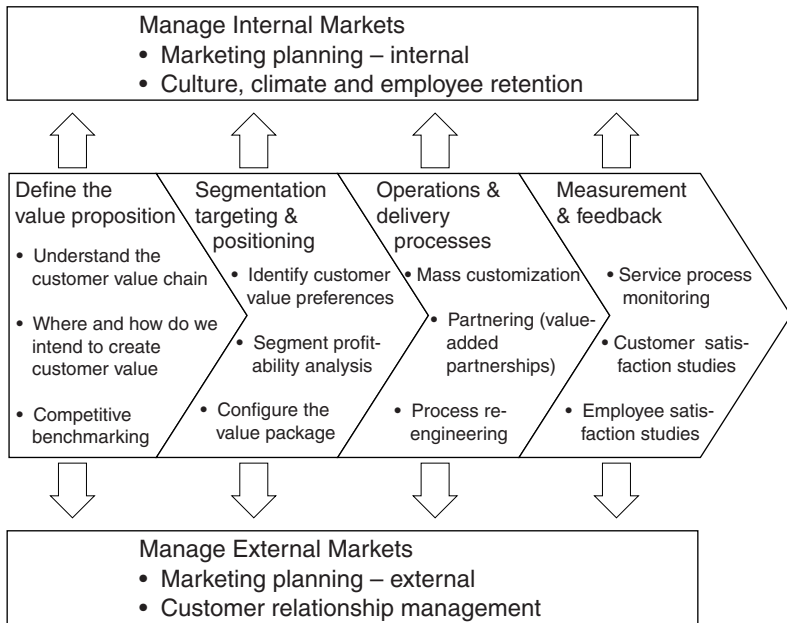 Manage Internal Markets
• Marketing planning – internal
• Culture, climate and employee retention
Define the
value proposition
• Understand the
customer value chain
• Where and how do we
intend to create
customer value
• Competitive
benchmarking
Segmentation
targeting &
positioning
• Identify customer
value preferences
• Segment profit-
ability analysis
• Configure the
value package
Operations &
delivery
processes
• Mass customization
• Partnering (value-
added
partnerships)
• Process re-
engineering
Measurement
& feedback
• Service process
monitoring
• Customer satis-
faction studies
• Employee satis-
faction studies
Manage External Markets
• Marketing planning – external
• Customer relationship management